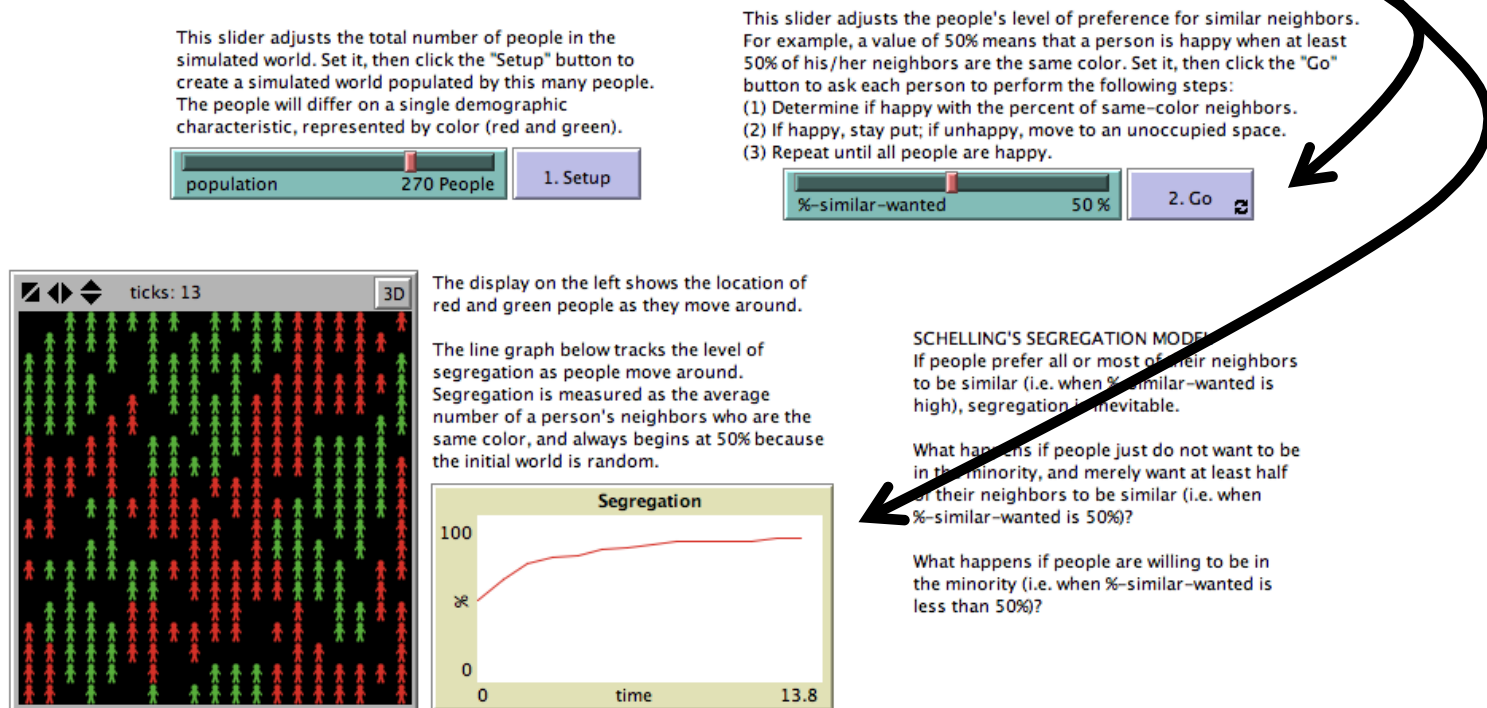 This slider adjusts the total number of people in the
simulated world. Set it, then click the "Setup" button to
create a simulated world populated by this many people.
The people will differ on a single demographic
characteristic, represented by color (red and green).
population 270 People
1. Setup
This slider adjusts the people's level of preference for similar neighbors.
For example, a value of 50% means that a person is happy when at least
50% of his/her neighbors are the same color. Set it, then click the "Go"
button to ask each person to perform the following steps:
(1) Determine if happy with the percent of same-color neighbors.
(2) If happy, stay put; if unhappy, move to an unoccupied space.
(3) Repeat until all people are happy.
%-similar-wanted 50 %
2. Go
ticks: 13
3D
The display on the left shows the location of
red and green people as they move around.
The line graph below tracks the level of
segregation as people move around.
Segregation is measured as the average
number of a person's neighbors who are the
same color, and always begins at 50% because
the initial world is random.
Segregation
100
%
0
0 time 13.8
SCHELLING'S SEGREGATION MODEL
If people prefer all or most of their neighbors
to be similar (i.e. when %-similar-wanted is
high), segregation is inevitable.
What happens if people just do not want to be
in the minority, and merely want at least half
of their neighbors to be similar (i.e. when
%-similar-wanted is 50%)?
What happens if people are willing to be in
the minority (i.e. when %-similar-wanted is
less than 50%)?